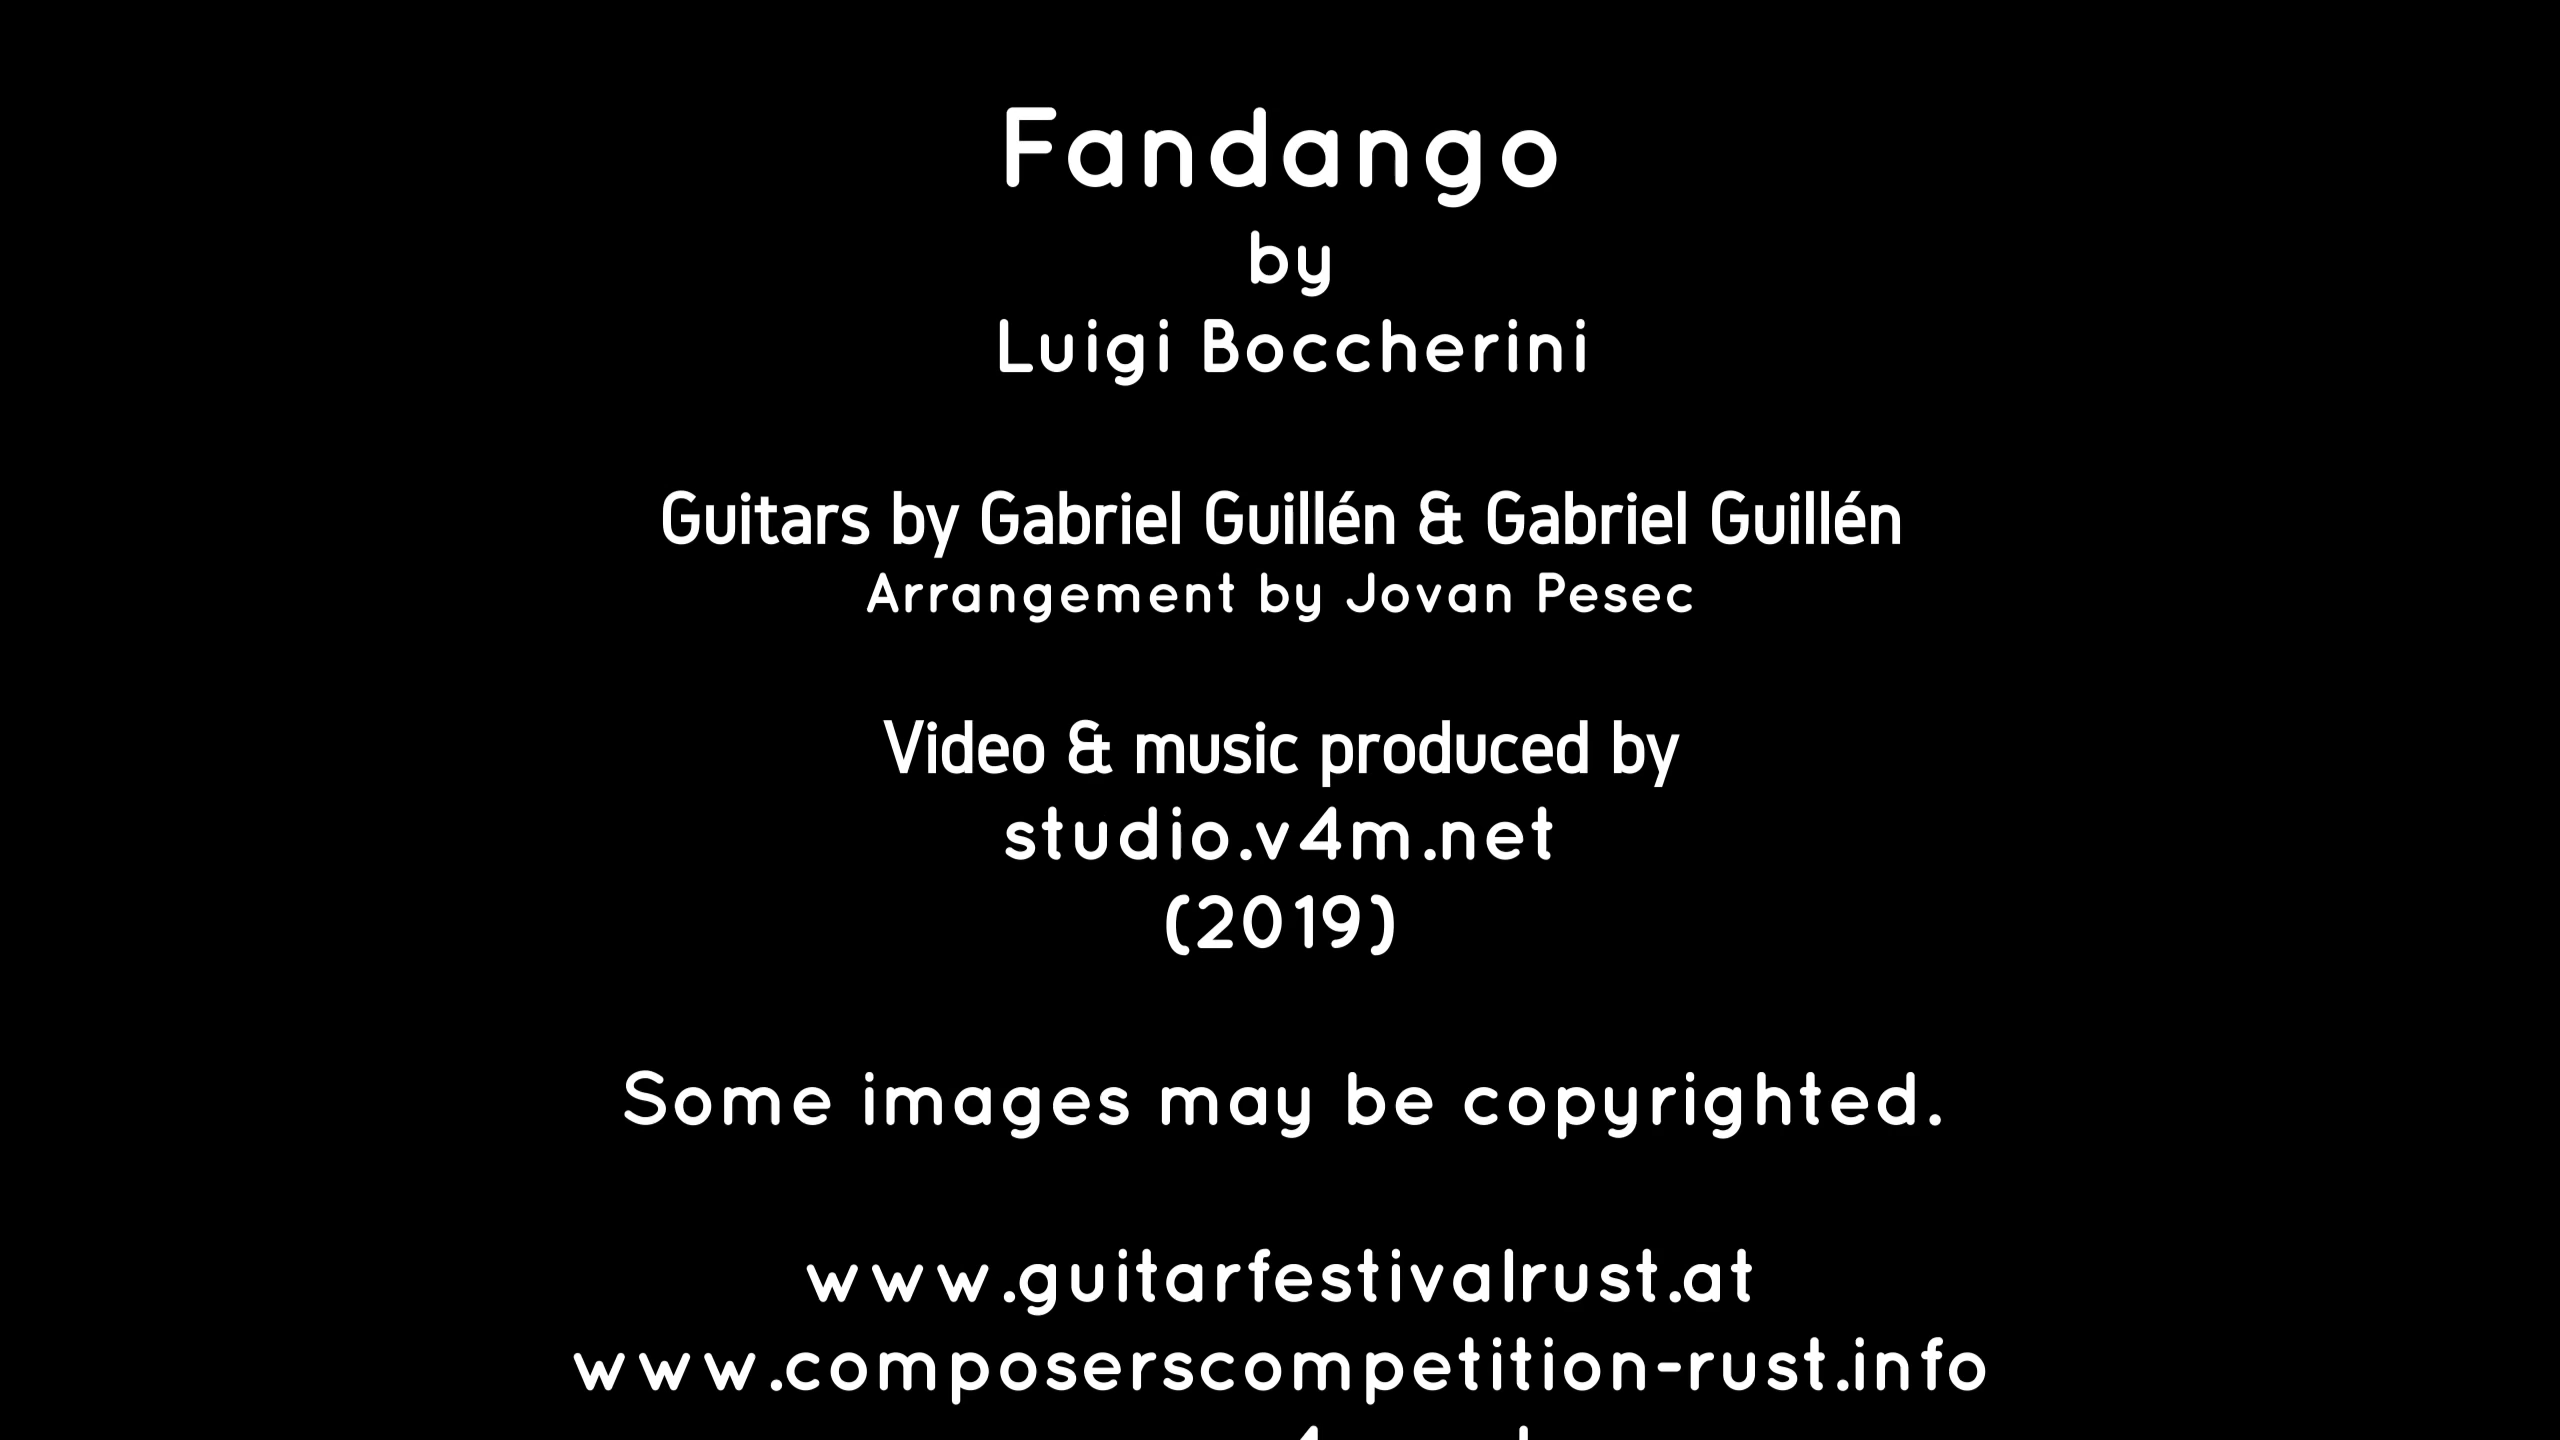 Fandango
by
Luigi Boccherini
Guitars by Gabriel Guillén & Gabriel Guillén
Arrangement by Jovan Pesec
Video & music produced by
studio.v4m.net
(2019)
Some images may be copyrighted.
www.guitarfestivalrust.at
www.composerscompetition-rust.info